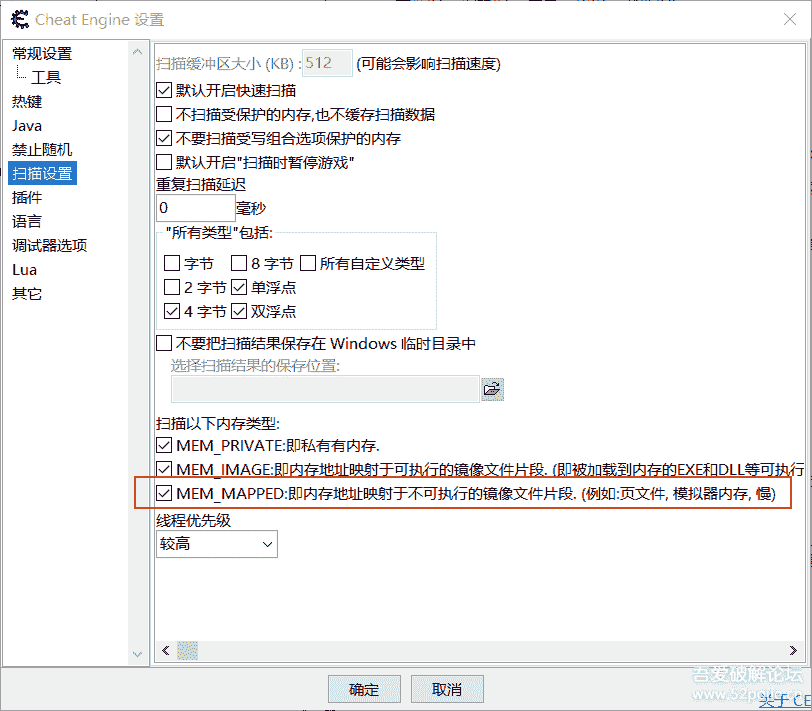 Cheat Engine 设置
常规设置
工具
热键
Java
禁止随机
扫描设置
插件
语言
调试器选项
Lua
其它
扫描缓冲区大小 (KB) : 512 (可能会影响扫描速度)
默认开启快速扫描
不扫描受保护的内存,也不缓存扫描数据
不要扫描受写组合选项保护的内存
默认开启"扫描时暂停游戏"
重复扫描延迟
0 毫秒
"所有类型"包括:
字节 8 字节 所有自定义类型
2 字节 单浮点
4 字节 双浮点
不要把扫描结果保存在 Windows 临时目录中
选择扫描结果的保存位置:
扫描以下内存类型:
MEM_PRIVATE:即私有有内存.
MEM_IMAGE:即内存地址映射于可执行的镜像文件片段. (即被加载到内存的EXE和DLL等可执行
MEM_MAPPED:即内存地址映射于不可执行的镜像文件片段. (例如:页文件, 模拟器内存, 慢)
线程优先级
较高
确定 取消
吾爱破解论坛
www.52pojie.cn
关于 CE